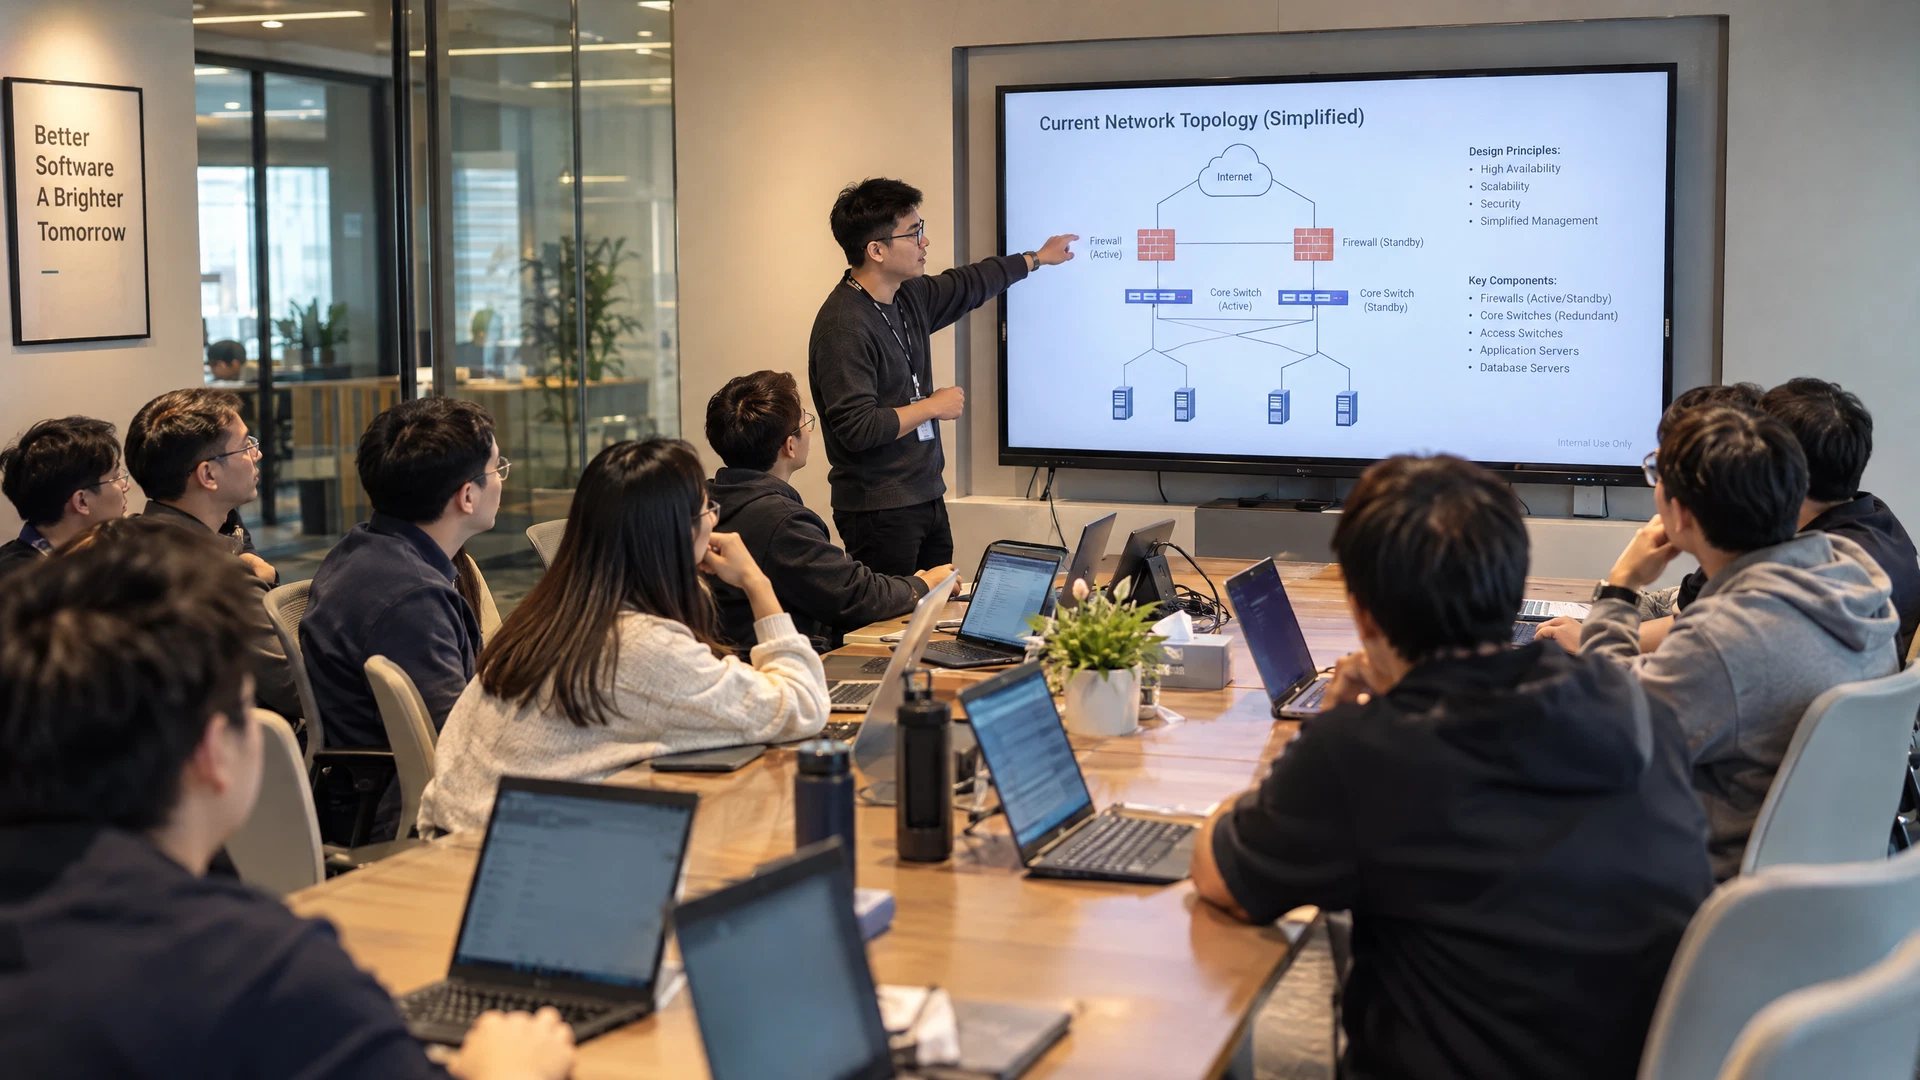 Better
Software
A Brighter
Tomorrow
Current Network Topology (Simplified)
Internet
Firewall
(Active)
Firewall (Standby)
Core Switch
(Active)
Core Switch
(Standby)
Design Principles:
• High Availability
• Scalability
• Security
• Simplified Management
Key Components:
• Firewalls (Active/Standby)
• Core Switches (Redundant)
• Access Switches
• Application Servers
• Database Servers
Internal Use Only